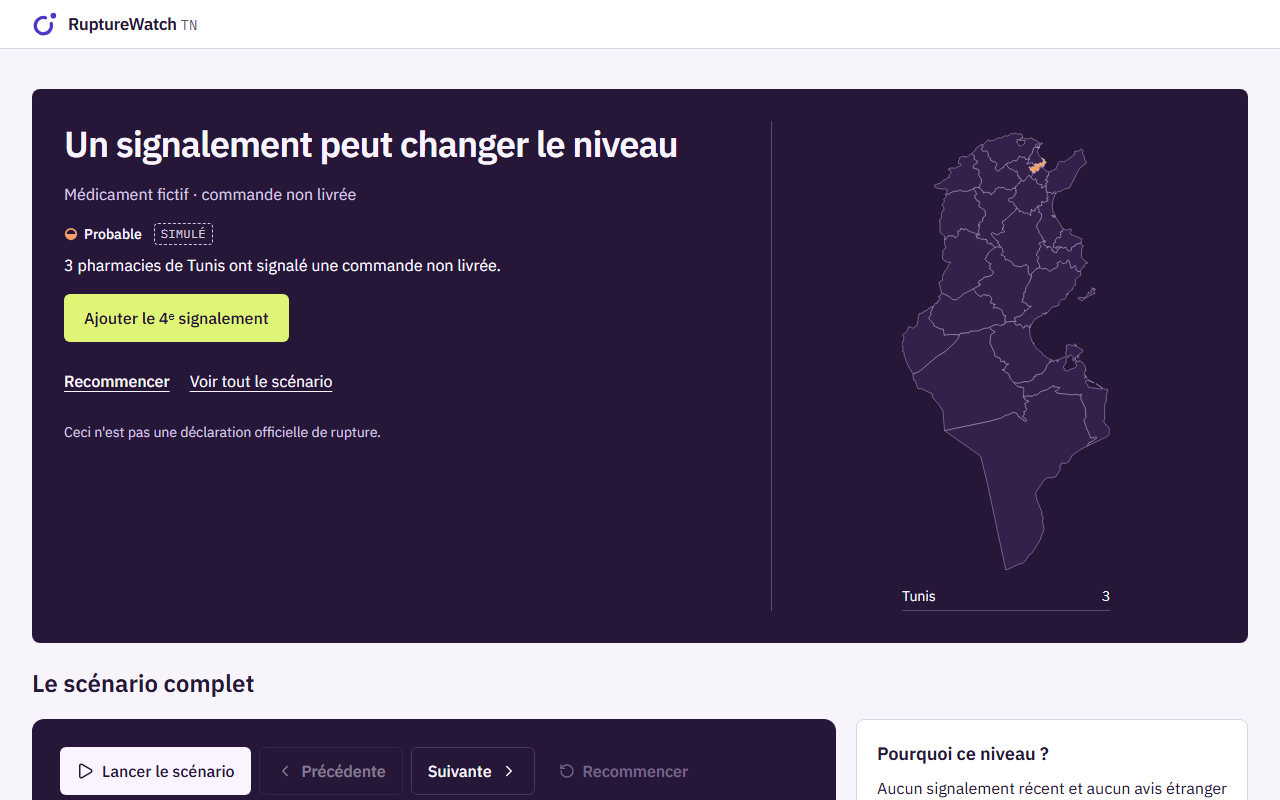 RuptureWatch TN
Un signalement peut changer le niveau
Médicament fictif · commande non livrée
Probable SIMULÉ
3 pharmacies de Tunis ont signalé une commande non livrée.
Ajouter le 4ᵉ signalement
Recommencer Voir tout le scénario
Ceci n'est pas une déclaration officielle de rupture.
Tunis 3
Le scénario complet
Lancer le scénario Précédente Suivante Recommencer
Pourquoi ce niveau ?
Aucun signalement récent et aucun avis étranger